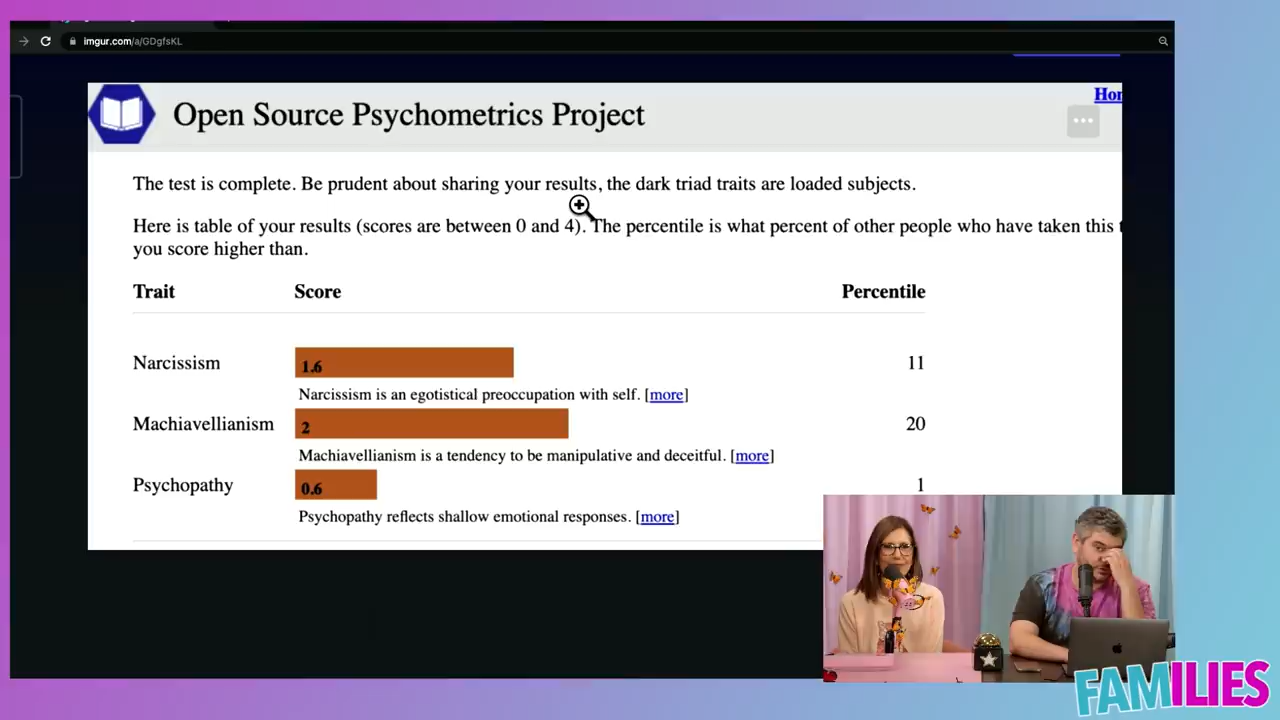 imgur.com/a/GDgfsKL
Open Source Psychometrics Project
The test is complete. Be prudent about sharing your results, the dark triad traits are loaded subjects.
Here is table of your results (scores are between 0 and 4). The percentile is what percent of other people who have taken this
you score higher than.
Trait Score Percentile
Narcissism 1.6 11
Narcissism is an egotistical preoccupation with self. [more]
Machiavellianism 2 20
Machiavellianism is a tendency to be manipulative and deceitful. [more]
Psychopathy 0.6 1
Psychopathy reflects shallow emotional responses. [more]
FAMILIES